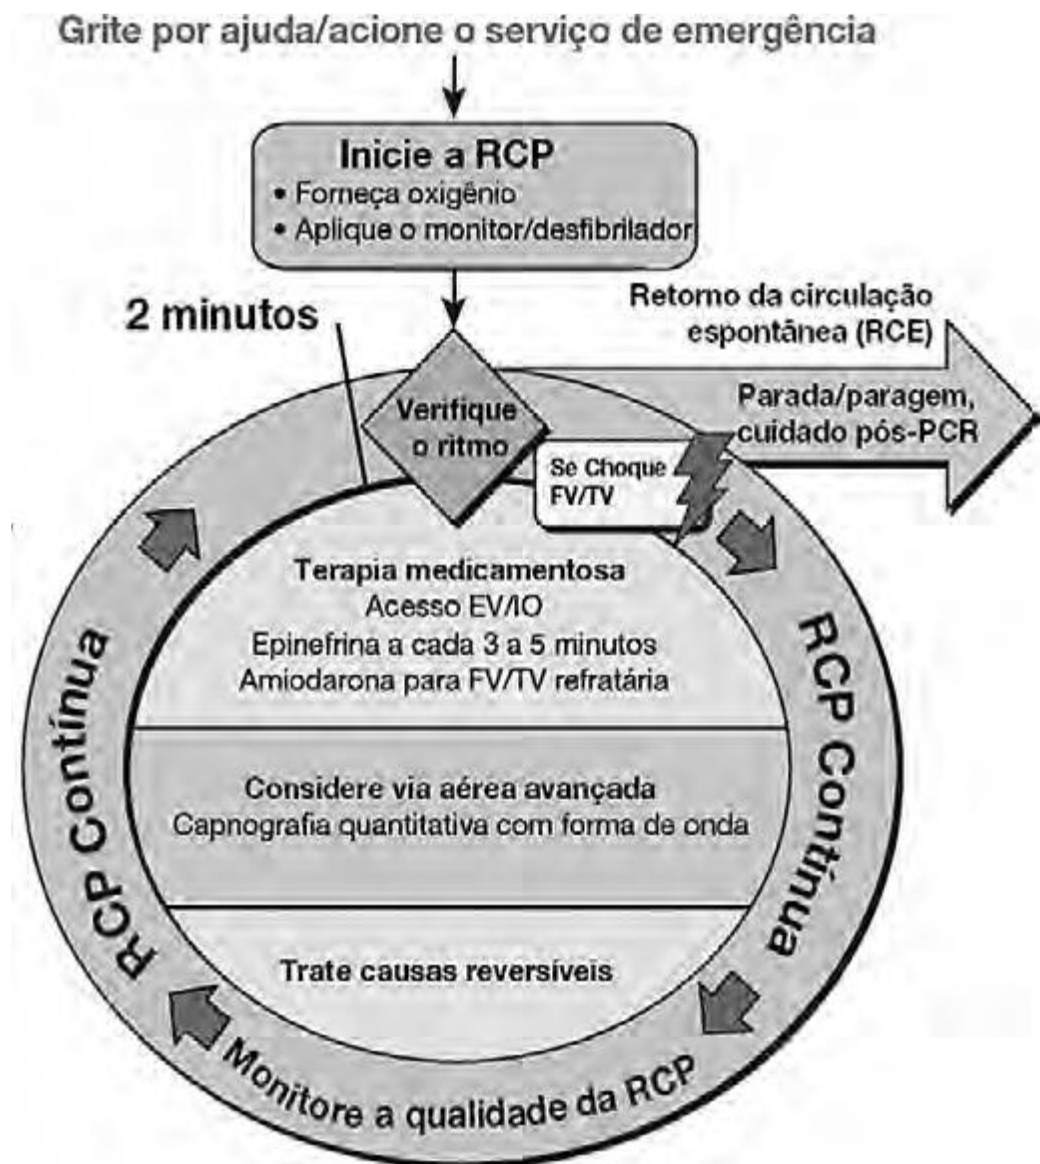 Grite por ajuda/acione o serviço de emergência
Inicie a RCP
• Forneça oxigênio
• Aplique o monitor/desfibrilador
2 minutos
Retorno da circulação
espontânea (RCE)
Verifique
o ritmo
Parada/paragem,
cuidado pós-PCR
Se Choque
FV/TV
Terapia medicamentosa
Acesso EV/IO
Epinefrina a cada 3 a 5 minutos
Amiodarona para FV/TV refratária
RCP Contínua
RCP Contínua
Considere via aérea avançada
Capnografia quantitativa com forma de onda
Trate causas reversíveis
Monitore a qualidade da RCP